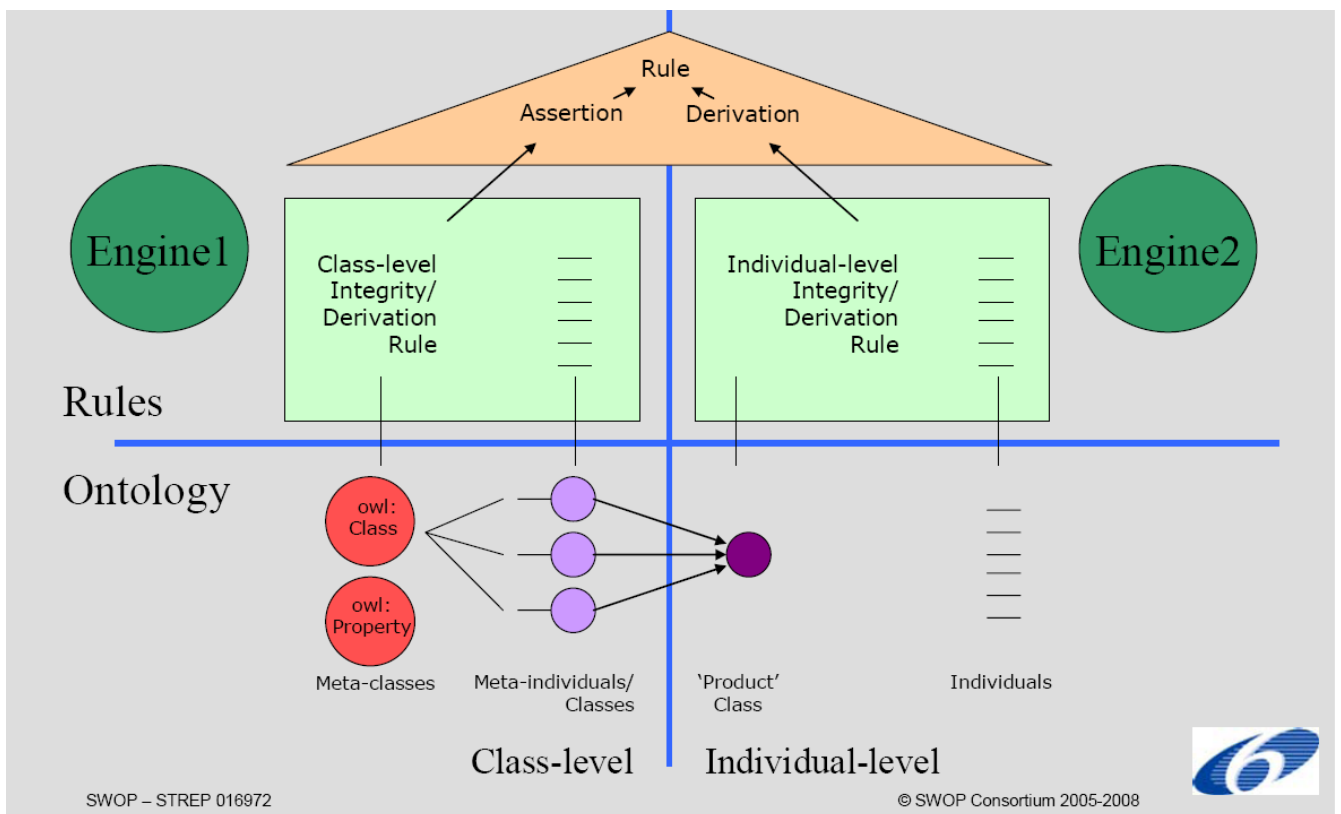 Rule
Assertion
Derivation
Engine1
Engine2
Class-level
Integrity/
Derivation
Rule
Individual-level
Integrity/
Derivation
Rule
Rules
Ontology
owl:
Class
owl:
Property
Meta-classes
Meta-individuals/
Classes
‘Product’
Class
Individuals
Class-level
Individual-level
SWOP – STREP 016972
© SWOP Consortium 2005-2008
6